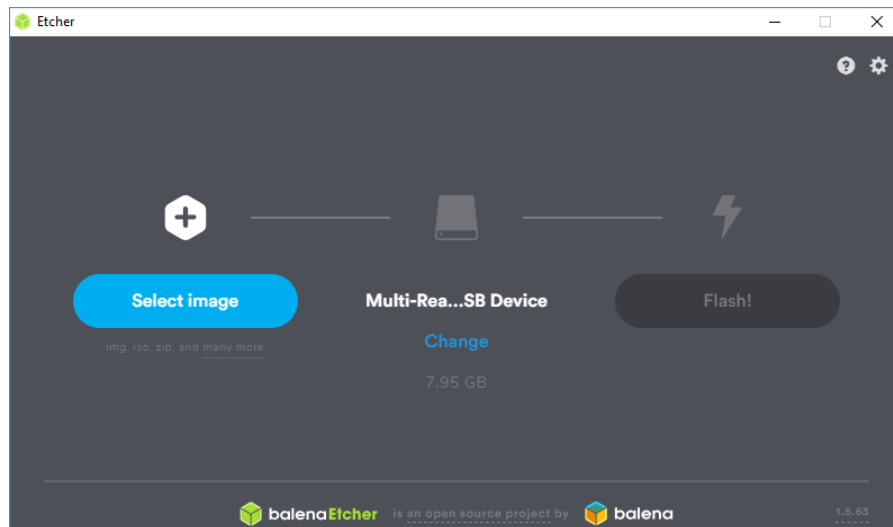 Etcher
Select image
Multi-Rea...SB Device
Flash!
img, iso, zip, and many more
Change
7.95 GB
balenaEtcher is an open source project by balena
1.5.63